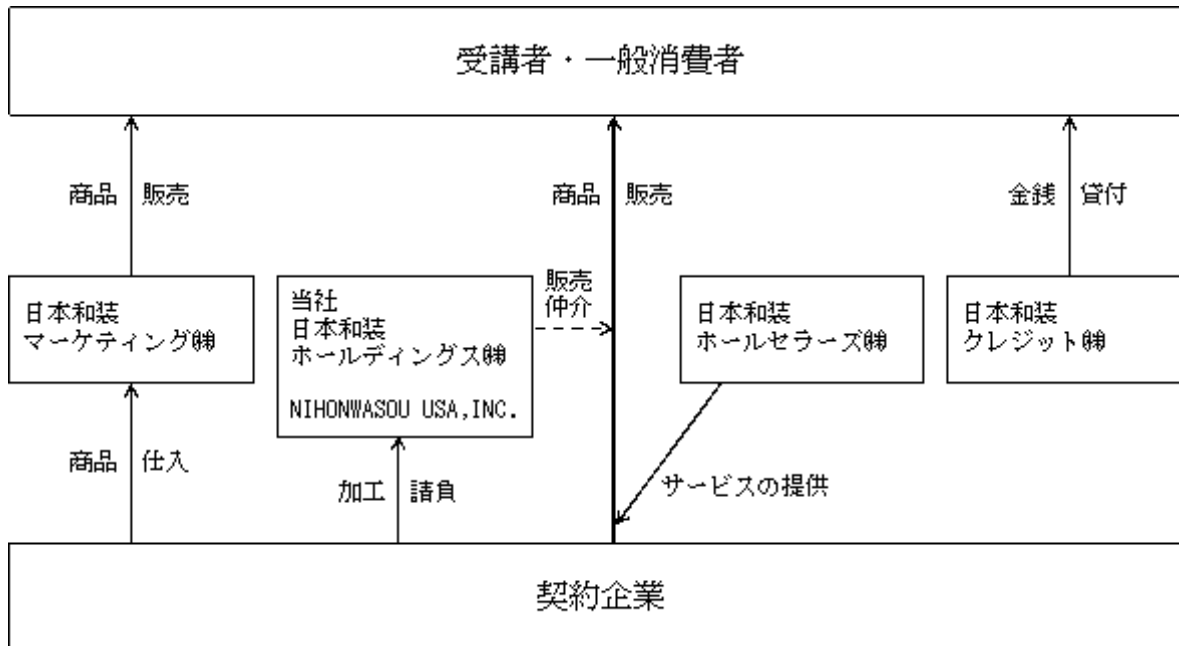 受講者・一般消費者
商品 販売
商品 販売
金銭 貸付
日本和装
マーケティング㈱
当社
日本和装
ホールディングス㈱
NIHONWASOU USA,INC.
販売
仲介
日本和装
ホールセラーズ㈱
日本和装
クレジット㈱
商品 仕入
加工 請負
サービスの提供
契約企業